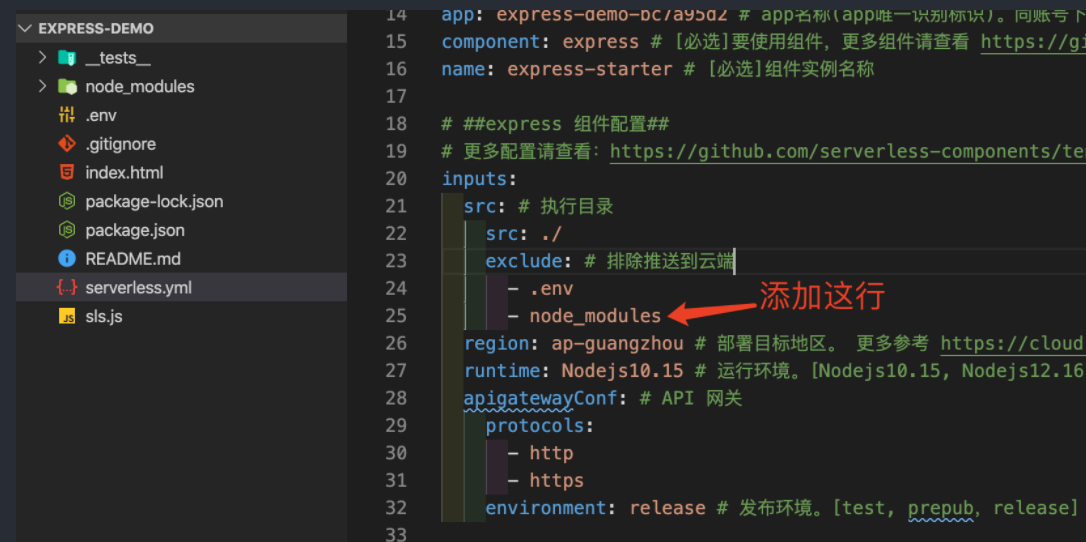 EXPRESS-DEMO
__tests__
node_modules
.env
.gitignore
index.html
package-lock.json
package.json
README.md
serverless.yml
sls.js
14 app: express-demo-bc7a95d2 # app名称(app唯一识别标识)。同账号下
15 component: express # [必选]要使用组件，更多组件请查看 https://gi
16 name: express-starter # [必选]组件实例名称
17
18 # ##express 组件配置##
19 # 更多配置请查看：https://github.com/serverless-components/te
20 inputs:
21 src: # 执行目录
22 src: ./
23 exclude: # 排除推送到云端
24 - .env
25 - node_modules
添加这行
26 region: ap-guangzhou # 部署目标地区。 更多参考 https://cloud
27 runtime: Nodejs10.15 # 运行环境。[Nodejs10.15, Nodejs12.16
28 apigatewayConf: # API 网关
29 protocols:
30 - http
31 - https
32 environment: release # 发布环境。[test, prepub, release]
33